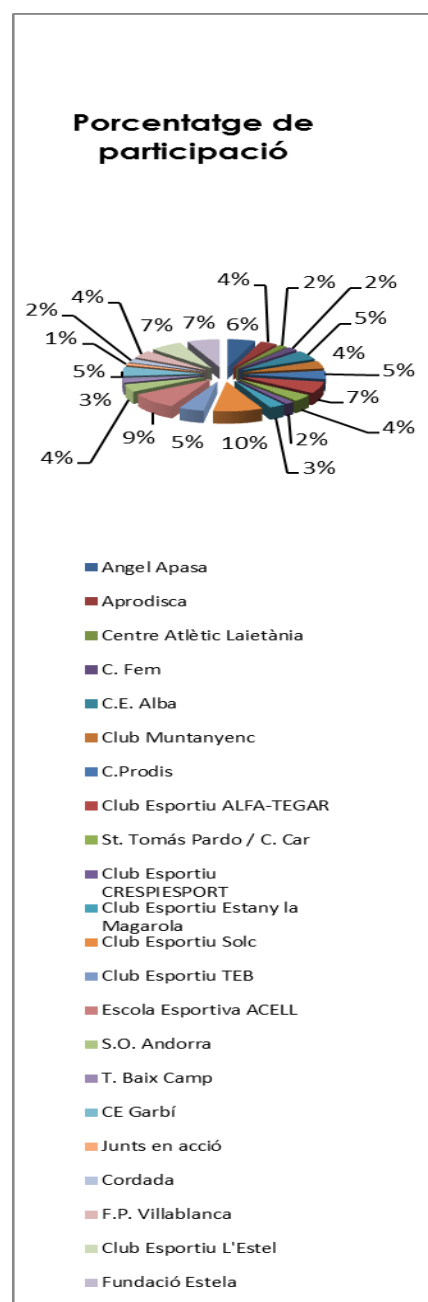 Porcentatge de
participació
4%
2%
2%
4%
2%
5%
7%
7%
6%
1%
4%
5%
5%
3%
7%
9%
5%
10%
2%
4%
4%
3%
Angel Apasa
Aprodisca
Centre Atlètic Laietània
C. Fem
C.E. Alba
Club Muntanyenc
C.Prodis
Club Esportiu ALFA-TEGAR
St. Tomás Pardo / C. Car
Club Esportiu
CRESPIESPORT
Club Esportiu Estany la
Magarola
Club Esportiu Solc
Club Esportiu TEB
Escola Esportiva ACELL
S.O. Andorra
T. Baix Camp
CE Garbí
Junts en acció
Cordada
F.P. Villablanca
Club Esportiu L'Estel
Fundació Estela